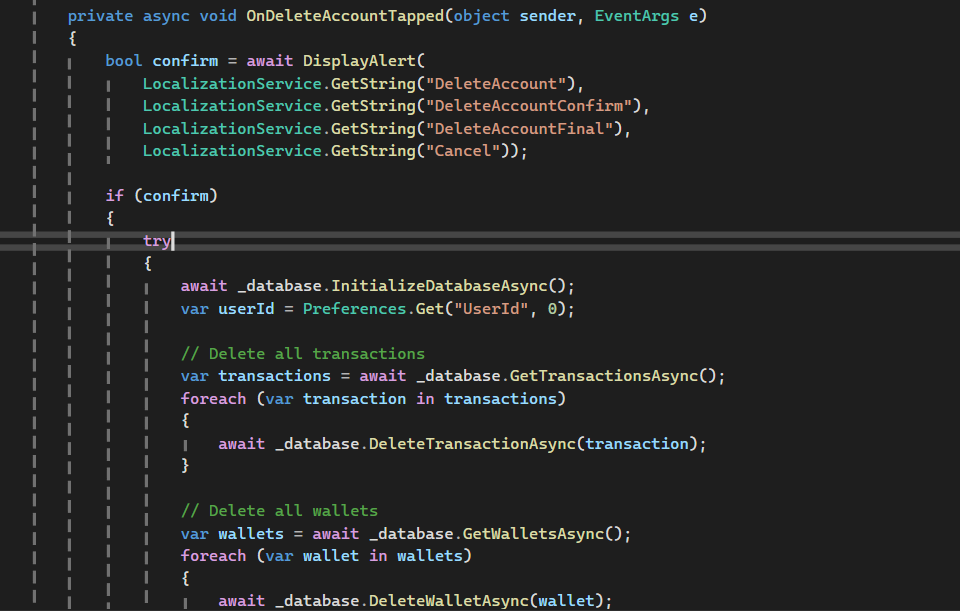 private async void OnDeleteAccountTapped(object sender, EventArgs e)
{
bool confirm = await DisplayAlert(
LocalizationService.GetString("DeleteAccount"),
LocalizationService.GetString("DeleteAccountConfirm"),
LocalizationService.GetString("DeleteAccountFinal"),
LocalizationService.GetString("Cancel"));
if (confirm)
{
try
{
await _database.InitializeDatabaseAsync();
var userId = Preferences.Get("UserId", 0);
// Delete all transactions
var transactions = await _database.GetTransactionsAsync();
foreach (var transaction in transactions)
{
await _database.DeleteTransactionAsync(transaction);
}
// Delete all wallets
var wallets = await _database.GetWalletsAsync();
foreach (var wallet in wallets)
{
await _database.DeleteWalletAsync(wallet);